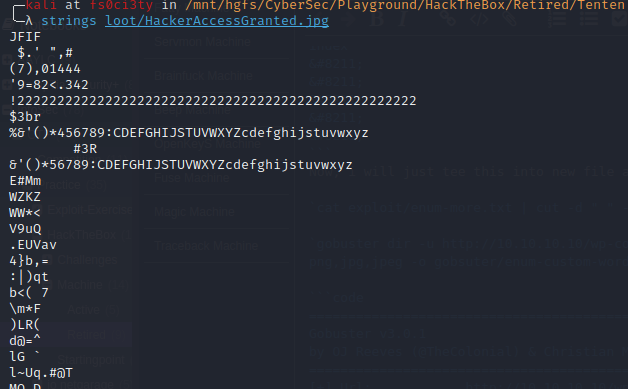 ┌─kali at fs0ci3ty in /mnt/hgfs/CyberSec/Playground/HackTheBox/Retired/Tenten
└─λ strings loot/HackerAccessGranted.jpg
JFIF
 $.' ",#
(7),01444
'9=82<.342
!22222222222222222222222222222222222222222222222222
$3br
%&'()*456789:CDEFGHIJSTUVWXYZcdefghijstuvwxyz
        #3R
&'()*56789:CDEFGHIJSTUVWXYZcdefghijstuvwxyz
E#Mm
WZKZ
WW*<
V9uQ
.EUVav
4}b,=
:|)qt
b<( 7
\m*F
)LR(
d@=^
lG `
l~Uq.#@T